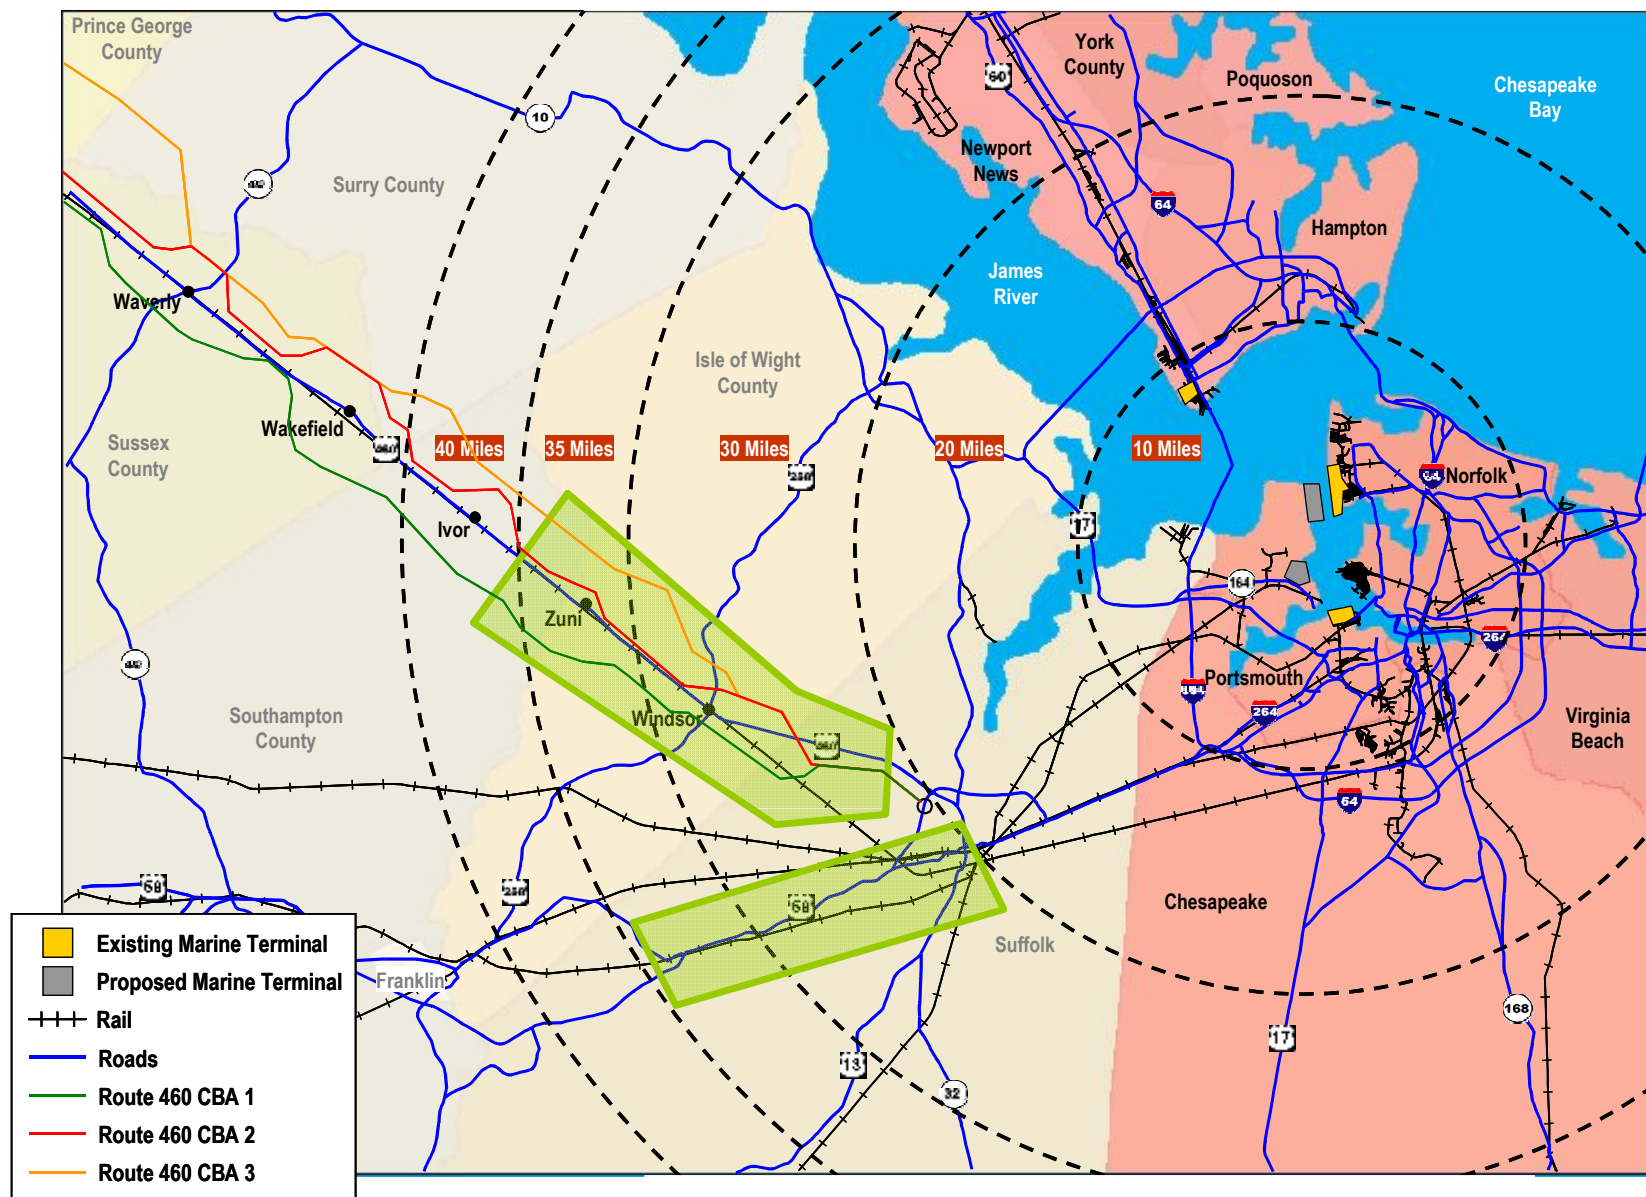 Prince George
County
York
County
Poquoson
Chesapeake
Bay
60
10
Newport
News
Surry County
64
Hampton
James
River
Waverly
Isle of Wight
County
Wakefield
Sussex
County
40 Miles
35 Miles
30 Miles
20 Miles
10 Miles
Norfolk
Ivor
17
164
Zuni
264
Portsmouth
Windsor
264
Southampton
County
Virginia
Beach
64
58
58
Chesapeake
Suffolk
Franklin
168
17
13
32
Existing Marine Terminal
Proposed Marine Terminal
Rail
Roads
Route 460 CBA 1
Route 460 CBA 2
Route 460 CBA 3